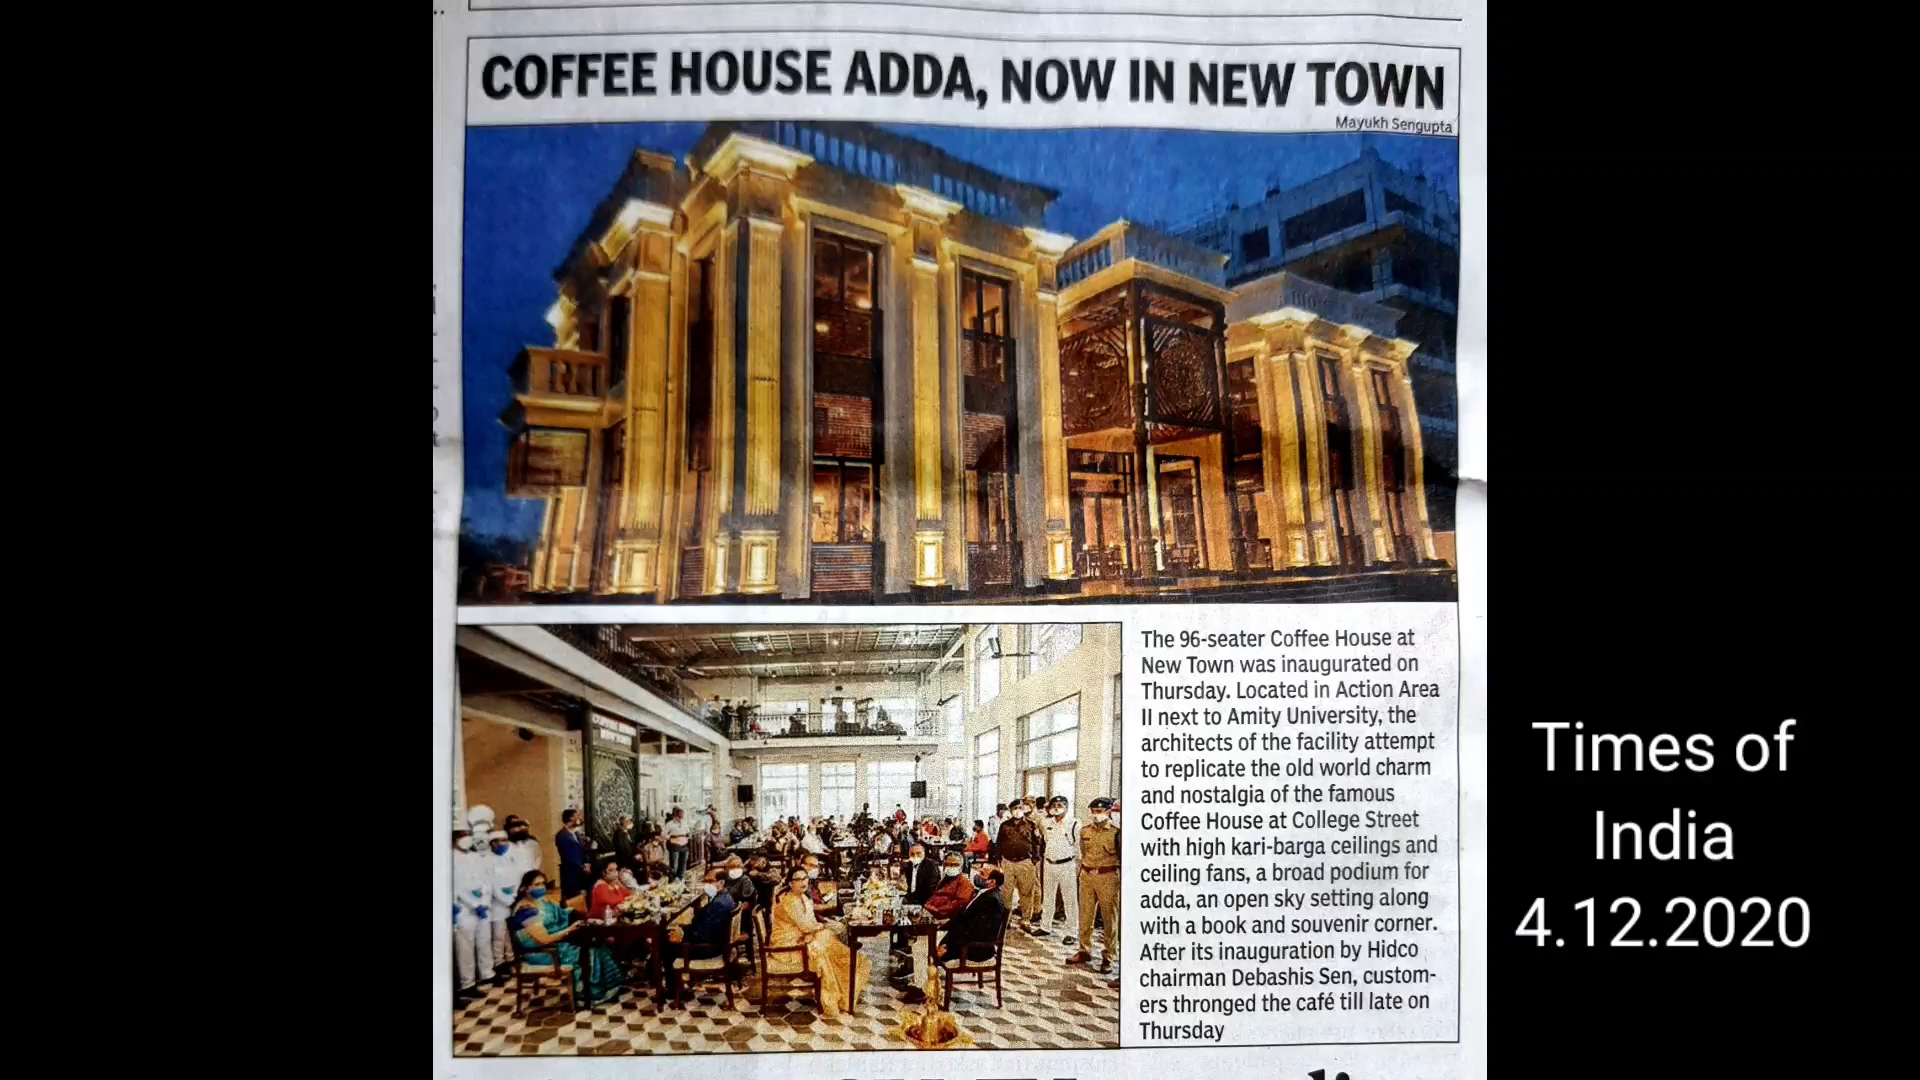 COFFEE HOUSE ADDA, NOW IN NEW TOWN
Mayukh Sengupta
The 96-seater Coffee House at
New Town was inaugurated on
Thursday. Located in Action Area
II next to Amity University, the
architects of the facility attempt
to replicate the old world charm
and nostalgia of the famous
Coffee House at College Street
with high kari-barga ceilings and
ceiling fans, a broad podium for
adda, an open sky setting along
with a book and souvenir corner.
After its inauguration by Hidco
chairman Debashis Sen, custom-
ers thronged the café till late on
Thursday
Times of
India
4.12.2020